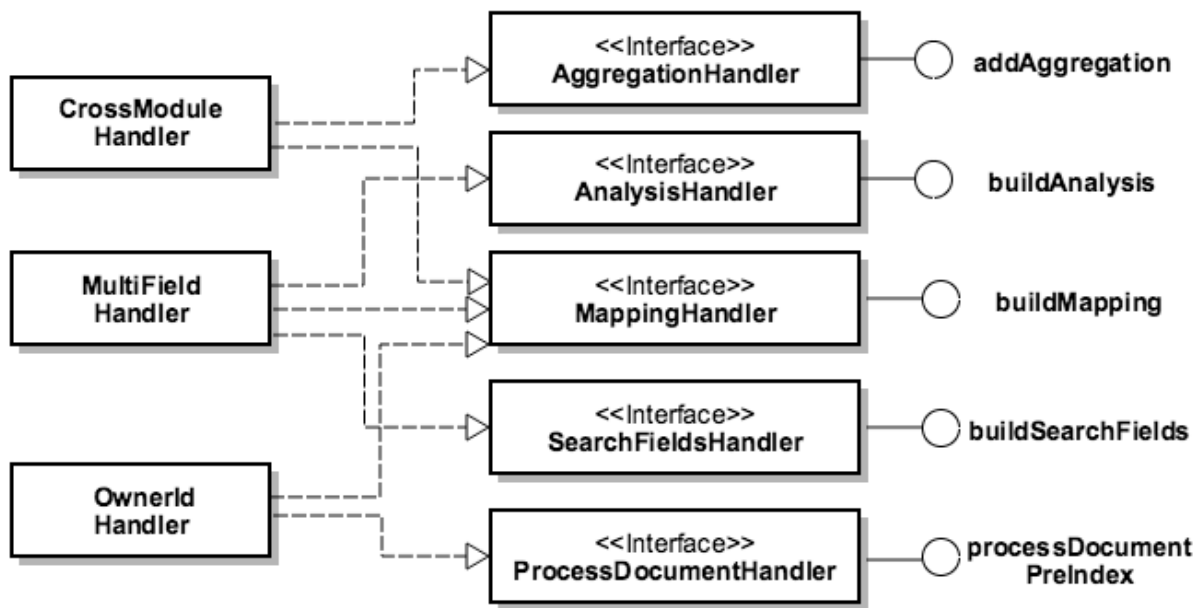 CrossModule
Handler
MultiField
Handler
OwnerId
Handler
<<Interface>>
AggregationHandler
<<Interface>>
AnalysisHandler
<<Interface>>
MappingHandler
<<Interface>>
SearchFieldsHandler
<<Interface>>
ProcessDocumentHandler
addAggregation
buildAnalysis
buildMapping
buildSearchFields
processDocument
PreIndex